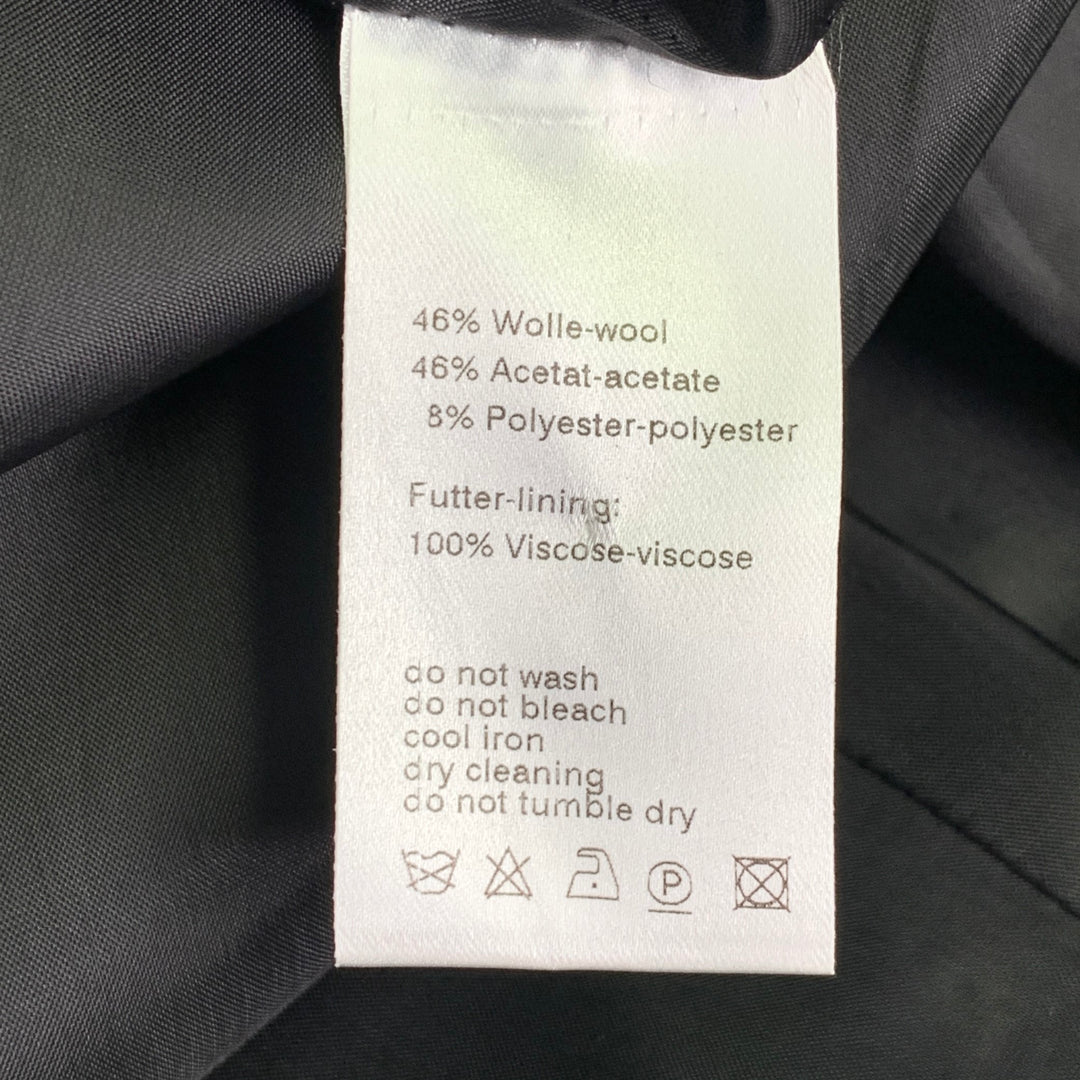 46% Wolle-wool
46% Acetat-acetate
8% Polyester-polyester
Futter-lining:
100% Viscose-viscose
do not wash
do not bleach
cool iron
dry cleaning
do not tumble dry
P